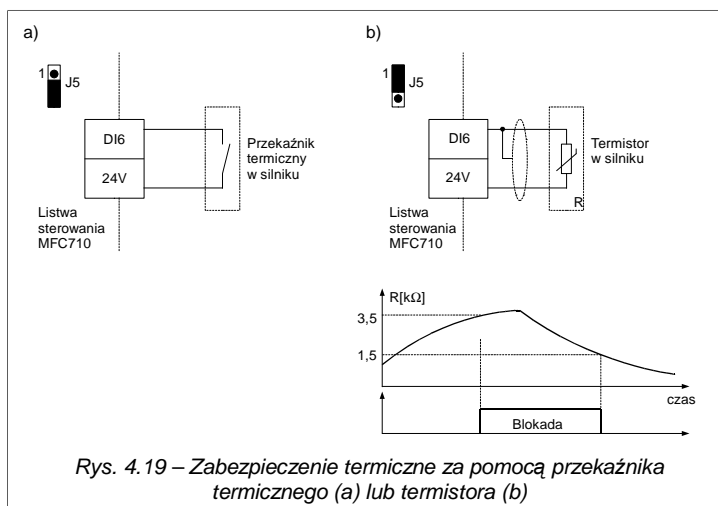 a)
1
J5
DI6
24V
Przekaźnik
termiczny
w silniku
Listwa
sterowania
MFC710
b)
1
J5
DI6
24V
Termistor
w silniku
R
Listwa
sterowania
MFC710
R[kΩ]
3,5
1,5
czas
Blokada
Rys. 4.19 – Zabezpieczenie termiczne za pomocą przekaźnika
termicznego (a) lub termistora (b)